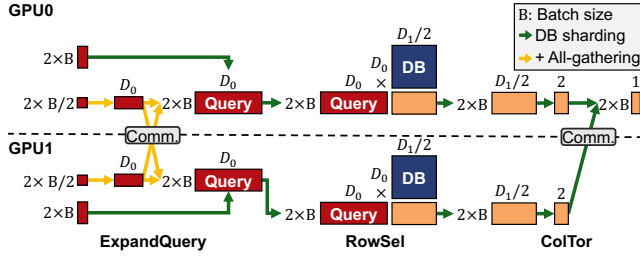 GPU0
B: Batch size
DB sharding
+ All-gathering
2×B
D₀
Query
2× B/2
D₀
2×B
2×B
D₀
×
Query
D₁/2
DB
2×B
D₁/2
2
2×B
1
Comm.
Comm.
GPU1
2× B/2
D₀
2×B
D₀
Query
2×B
2×B
D₀
×
Query
D₁/2
DB
2×B
D₁/2
2
ExpandQuery
RowSel
ColTor